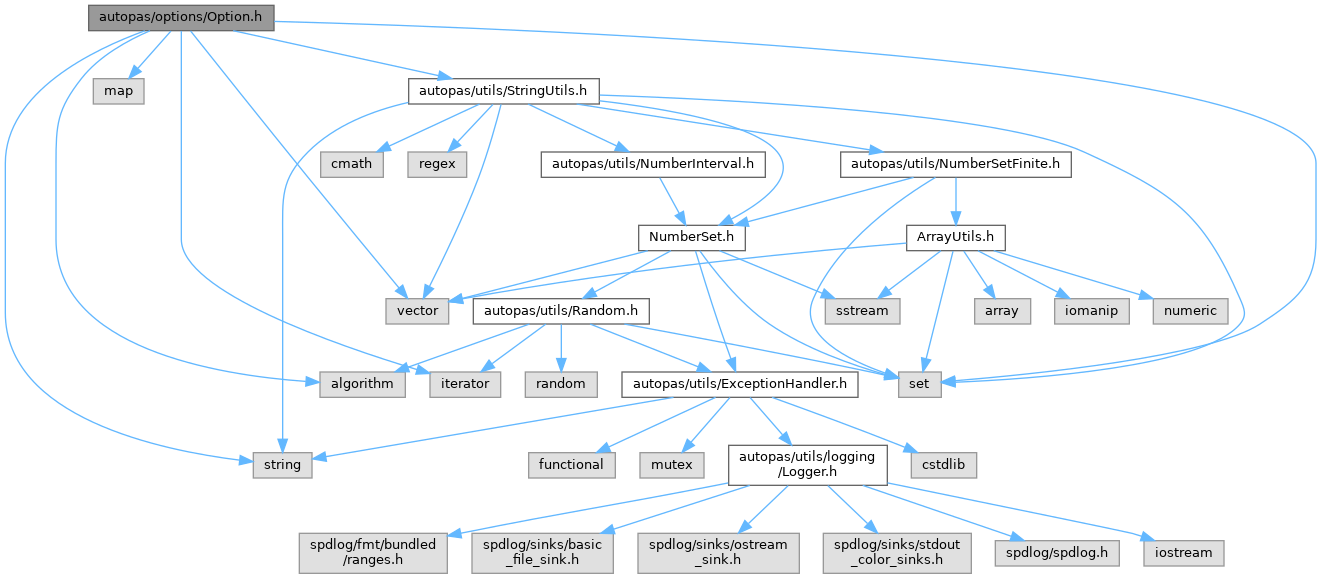 autopas/options/Option.h
map
autopas/utils/StringUtils.h
cmath
regex
autopas/utils/NumberInterval.h
autopas/utils/NumberSetFinite.h
NumberSet.h
ArrayUtils.h
vector
autopas/utils/Random.h
sstream
array
iomanip
numeric
algorithm
iterator
random
autopas/utils/ExceptionHandler.h
set
string
functional
mutex
autopas/utils/logging
/Logger.h
cstdlib
spdlog/fmt/bundled
/ranges.h
spdlog/sinks/basic
_file_sink.h
spdlog/sinks/ostream
_sink.h
spdlog/sinks/stdout
_color_sinks.h
spdlog/spdlog.h
iostream